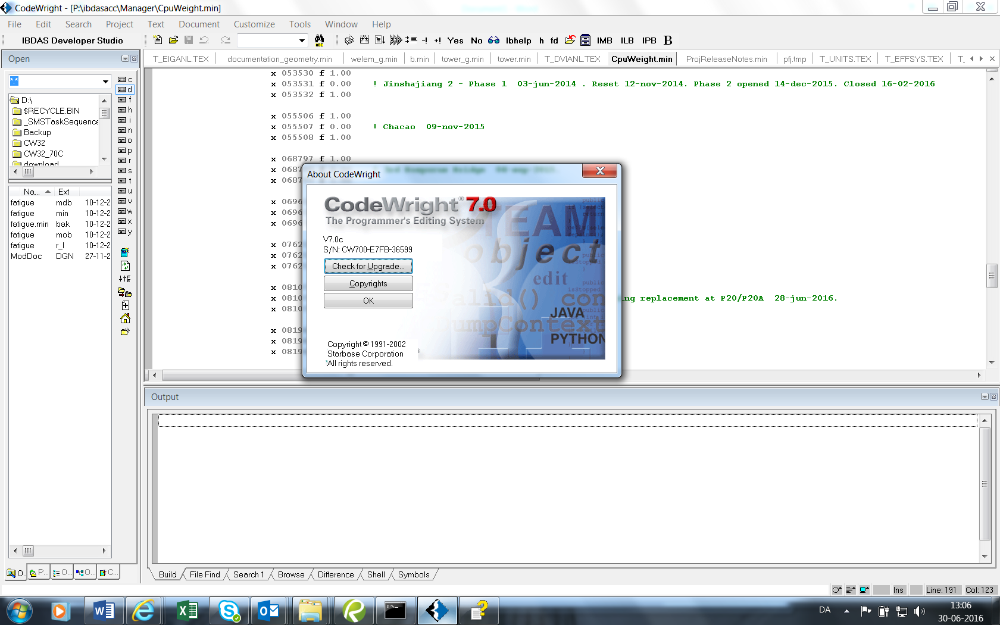 CodeWright - [P:\ibdasacc\Manager\CpuWeight.min]
File Edit Search Project Text Document Customize Tools Window Help
IBDAS Developer Studio
ABC
-! +! Yes No Ibhelp h fd IMB ILB IPB B
Open
*.*
D:\
$RECYCLE.BIN
_SMSTaskSequence
Backup
CW32
CW32_70C
download
c
d
f
h
i
n
o
p
r
s
t
u
v
w
x
y
Na... Ext
fatigue mdb 10-12-2
fatigue min 10-12-2
fatigue.min bak 10-12-2
fatigue mob 10-12-2
fatigue r_l 10-12-2
ModDoc DGN 27-11-2
O.. P... O... O... C...
T_EIGANL.TEX documentation_geometry.min welem_g.min b.min tower_g.min tower.min T_DVIANL.TEX CpuWeight.min ProjReleaseNotes.min pfj.tmp T_UNITS.TEX T_EFFSYS.TEX T_
x 053530 f 1.00
x 053531 f 0.00 ! Jinshajiang 2 - Phase 1 03-jun-2014 . Reset 12-nov-2014. Phase 2 opened 14-dec-2015. Closed 16-02-2016
x 053532 f 1.00
x 055506 f 1.00
x 055507 f 0.00 ! Chacao 09-nov-2015
x 055508 f 1.00
x 068797 f 1.00
x 0687
x 0687
x 0696
x 0696
x 0696
x 0762
x 0762
x 0762
x 0810
x 0810 ng replacement at P20/P20A 28-jun-2016.
x 0810
x 0819
x 0819
x 0819
About CodeWright
CodeWright® 7.0
The Programmer's Editing System
V7.0c
S/N: CW700-E7FB-36599
Check for Upgrade...
Copyrights
OK
TEAM
object
edit
valid() con
JAVA
umpContext
PYTHON
Copyright © 1991-2002
Starbase Corporation
All rights reserved.
Output
Build File Find Search 1 Browse Difference Shell Symbols
Ins Line: 191 Col: 123
DA
13:06
30-06-2016